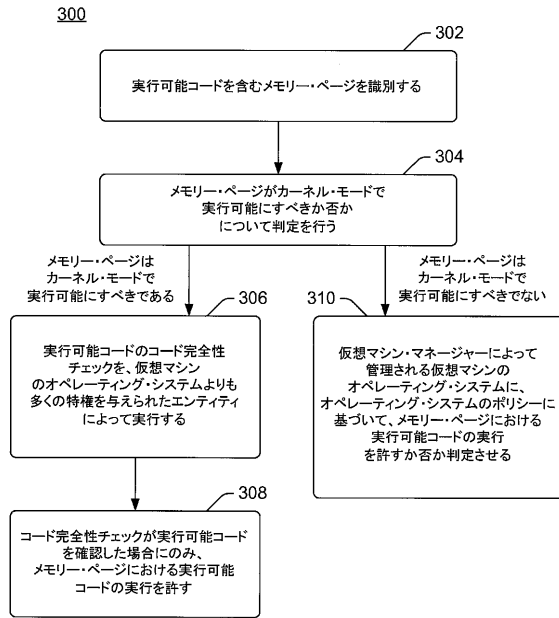 300
302
実行可能コードを含むメモリー・ページを識別する
304
メモリー・ページがカーネル・モードで
実行可能にすべきか否か
について判定を行う
メモリー・ページは
カーネル・モードで
実行可能にすべきである
メモリー・ページは
カーネル・モードで
実行可能にすべきでない
306
実行可能コードのコード完全性
チェックを、仮想マシン
のオペレーティング・システムよりも
多くの特権を与えられたエンティティ
によって実行する
310
仮想マシン・マネージャーによって
管理される仮想マシンの
オペレーティング・システムに、
オペレーティング・システムのポリシーに
基づいて、メモリー・ページにおける
実行可能コードの実行
を許すか否か判定させる
308
コード完全性チェックが実行可能コード
を確認した場合にのみ、
メモリー・ページにおける実行可能
コードの実行を許す